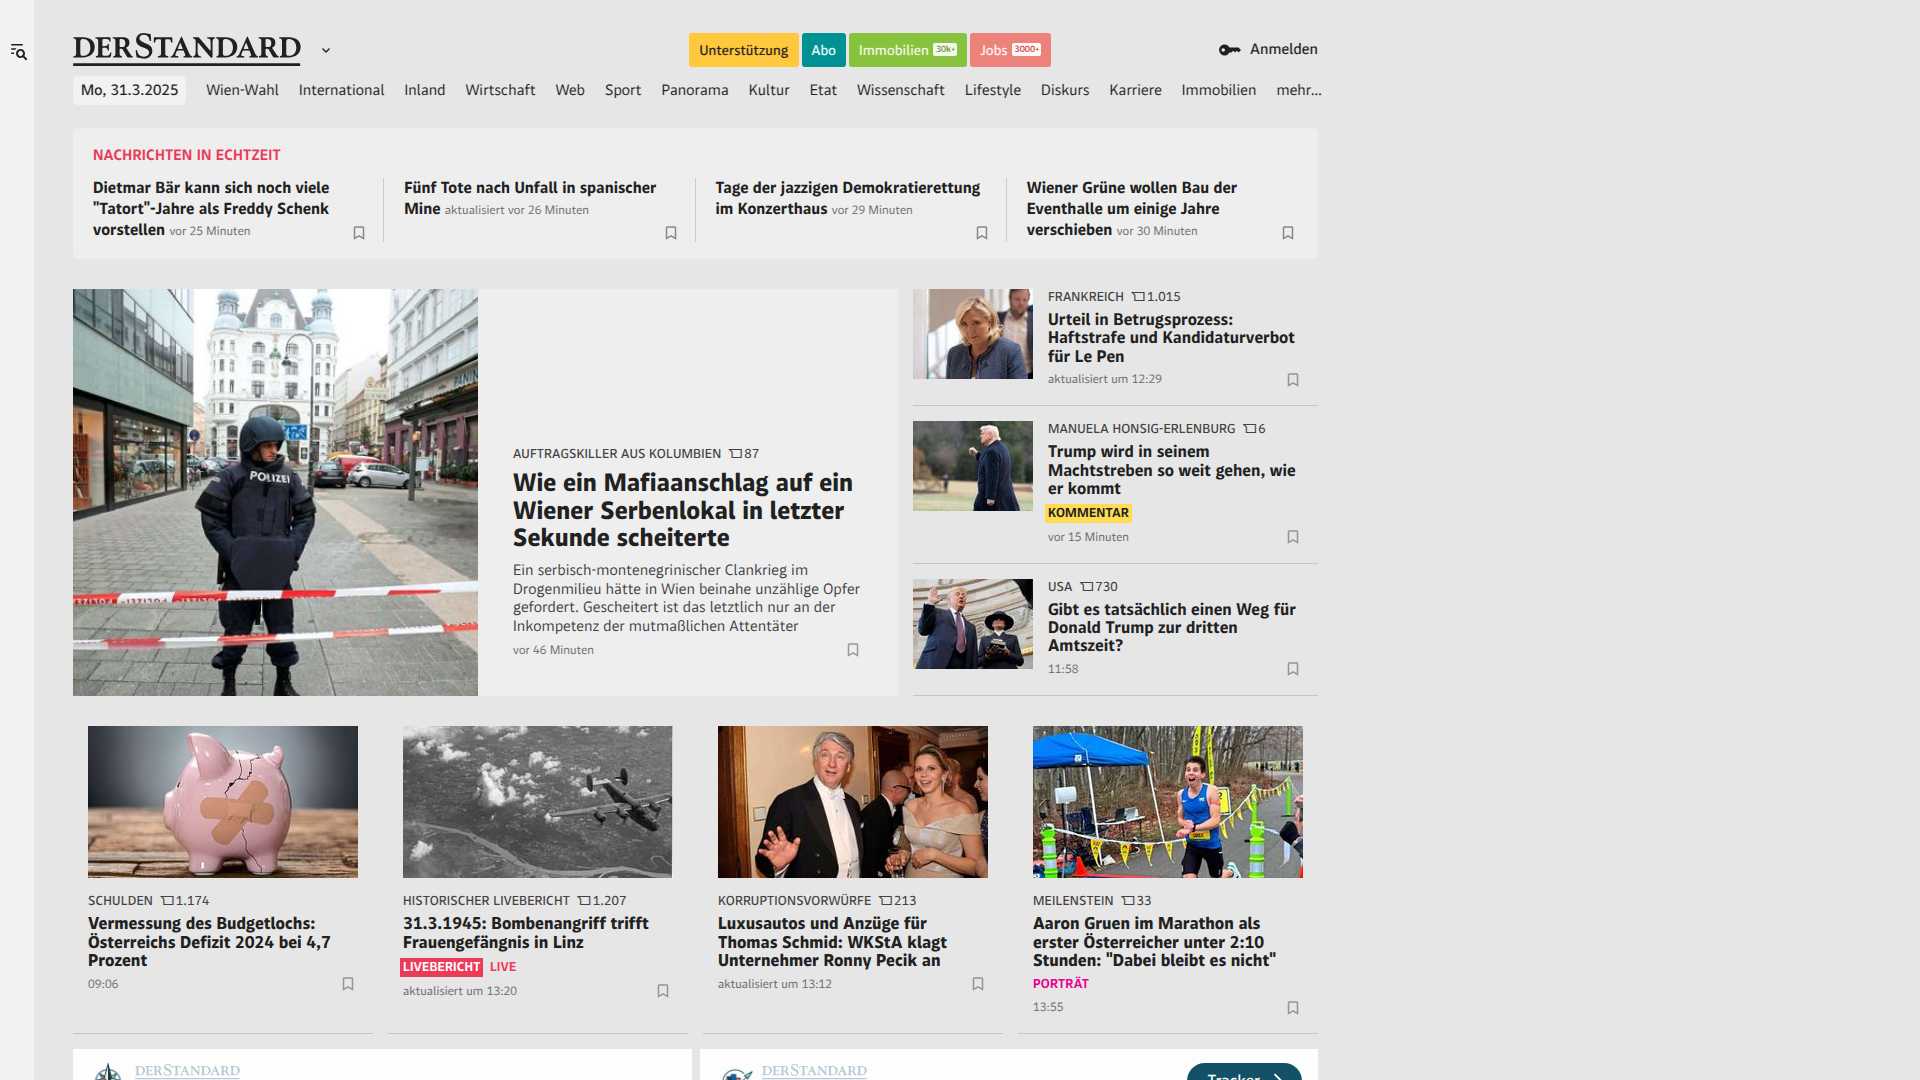 DERSTANDARD
Unterstützung
Abo
Immobilien 30k+
Jobs 3000+
Anmelden
Mo, 31.3.2025
Wien-Wahl
International
Inland
Wirtschaft
Web
Sport
Panorama
Kultur
Etat
Wissenschaft
Lifestyle
Diskurs
Karriere
Immobilien
mehr...
NACHRICHTEN IN ECHTZEIT
Dietmar Bär kann sich noch viele
"Tatort"-Jahre als Freddy Schenk
vorstellen vor 25 Minuten
Fünf Tote nach Unfall in spanischer
Mine aktualisiert vor 26 Minuten
Tage der jazzigen Demokratierettung
im Konzerthaus vor 29 Minuten
Wiener Grüne wollen Bau der
Eventhalle um einige Jahre
verschieben vor 30 Minuten
POLIZEI
AUFTRAGSKILLER AUS KOLUMBIEN 87
Wie ein Mafiaanschlag auf ein
Wiener Serbenlokal in letzter
Sekunde scheiterte
Ein serbisch-montenegrinischer Clankrieg im
Drogenmilieu hätte in Wien beinahe unzählige Opfer
gefordert. Gescheitert ist das letztlich nur an der
Inkompetenz der mutmaßlichen Attentäter
vor 46 Minuten
FRANKREICH 1.015
Urteil in Betrugsprozess:
Haftstrafe und Kandidaturverbot
für Le Pen
aktualisiert um 12:29
MANUELA HONSIG-ERLENBURG 6
Trump wird in seinem
Machtstreben so weit gehen, wie
er kommt
KOMMENTAR
vor 15 Minuten
USA 730
Gibt es tatsächlich einen Weg für
Donald Trump zur dritten
Amtszeit?
11:58
SCHULDEN 1.174
Vermessung des Budgetlochs:
Österreichs Defizit 2024 bei 4,7
Prozent
09:06
HISTORISCHER LIVEBERICHT 1.207
31.3.1945: Bombenangriff trifft
Frauengefängnis in Linz
LIVEBERICHT LIVE
aktualisiert um 13:20
KORRUPTIONSVORWÜRFE 213
Luxusautos und Anzüge für
Thomas Schmid: WKStA klagt
Unternehmer Ronny Pecik an
aktualisiert um 13:12
MEILENSTEIN 33
Aaron Gruen im Marathon als
erster Österreicher unter 2:10
Stunden: "Dabei bleibt es nicht"
PORTRÄT
13:55
DERSTANDARD
DERSTANDARD
Tracker